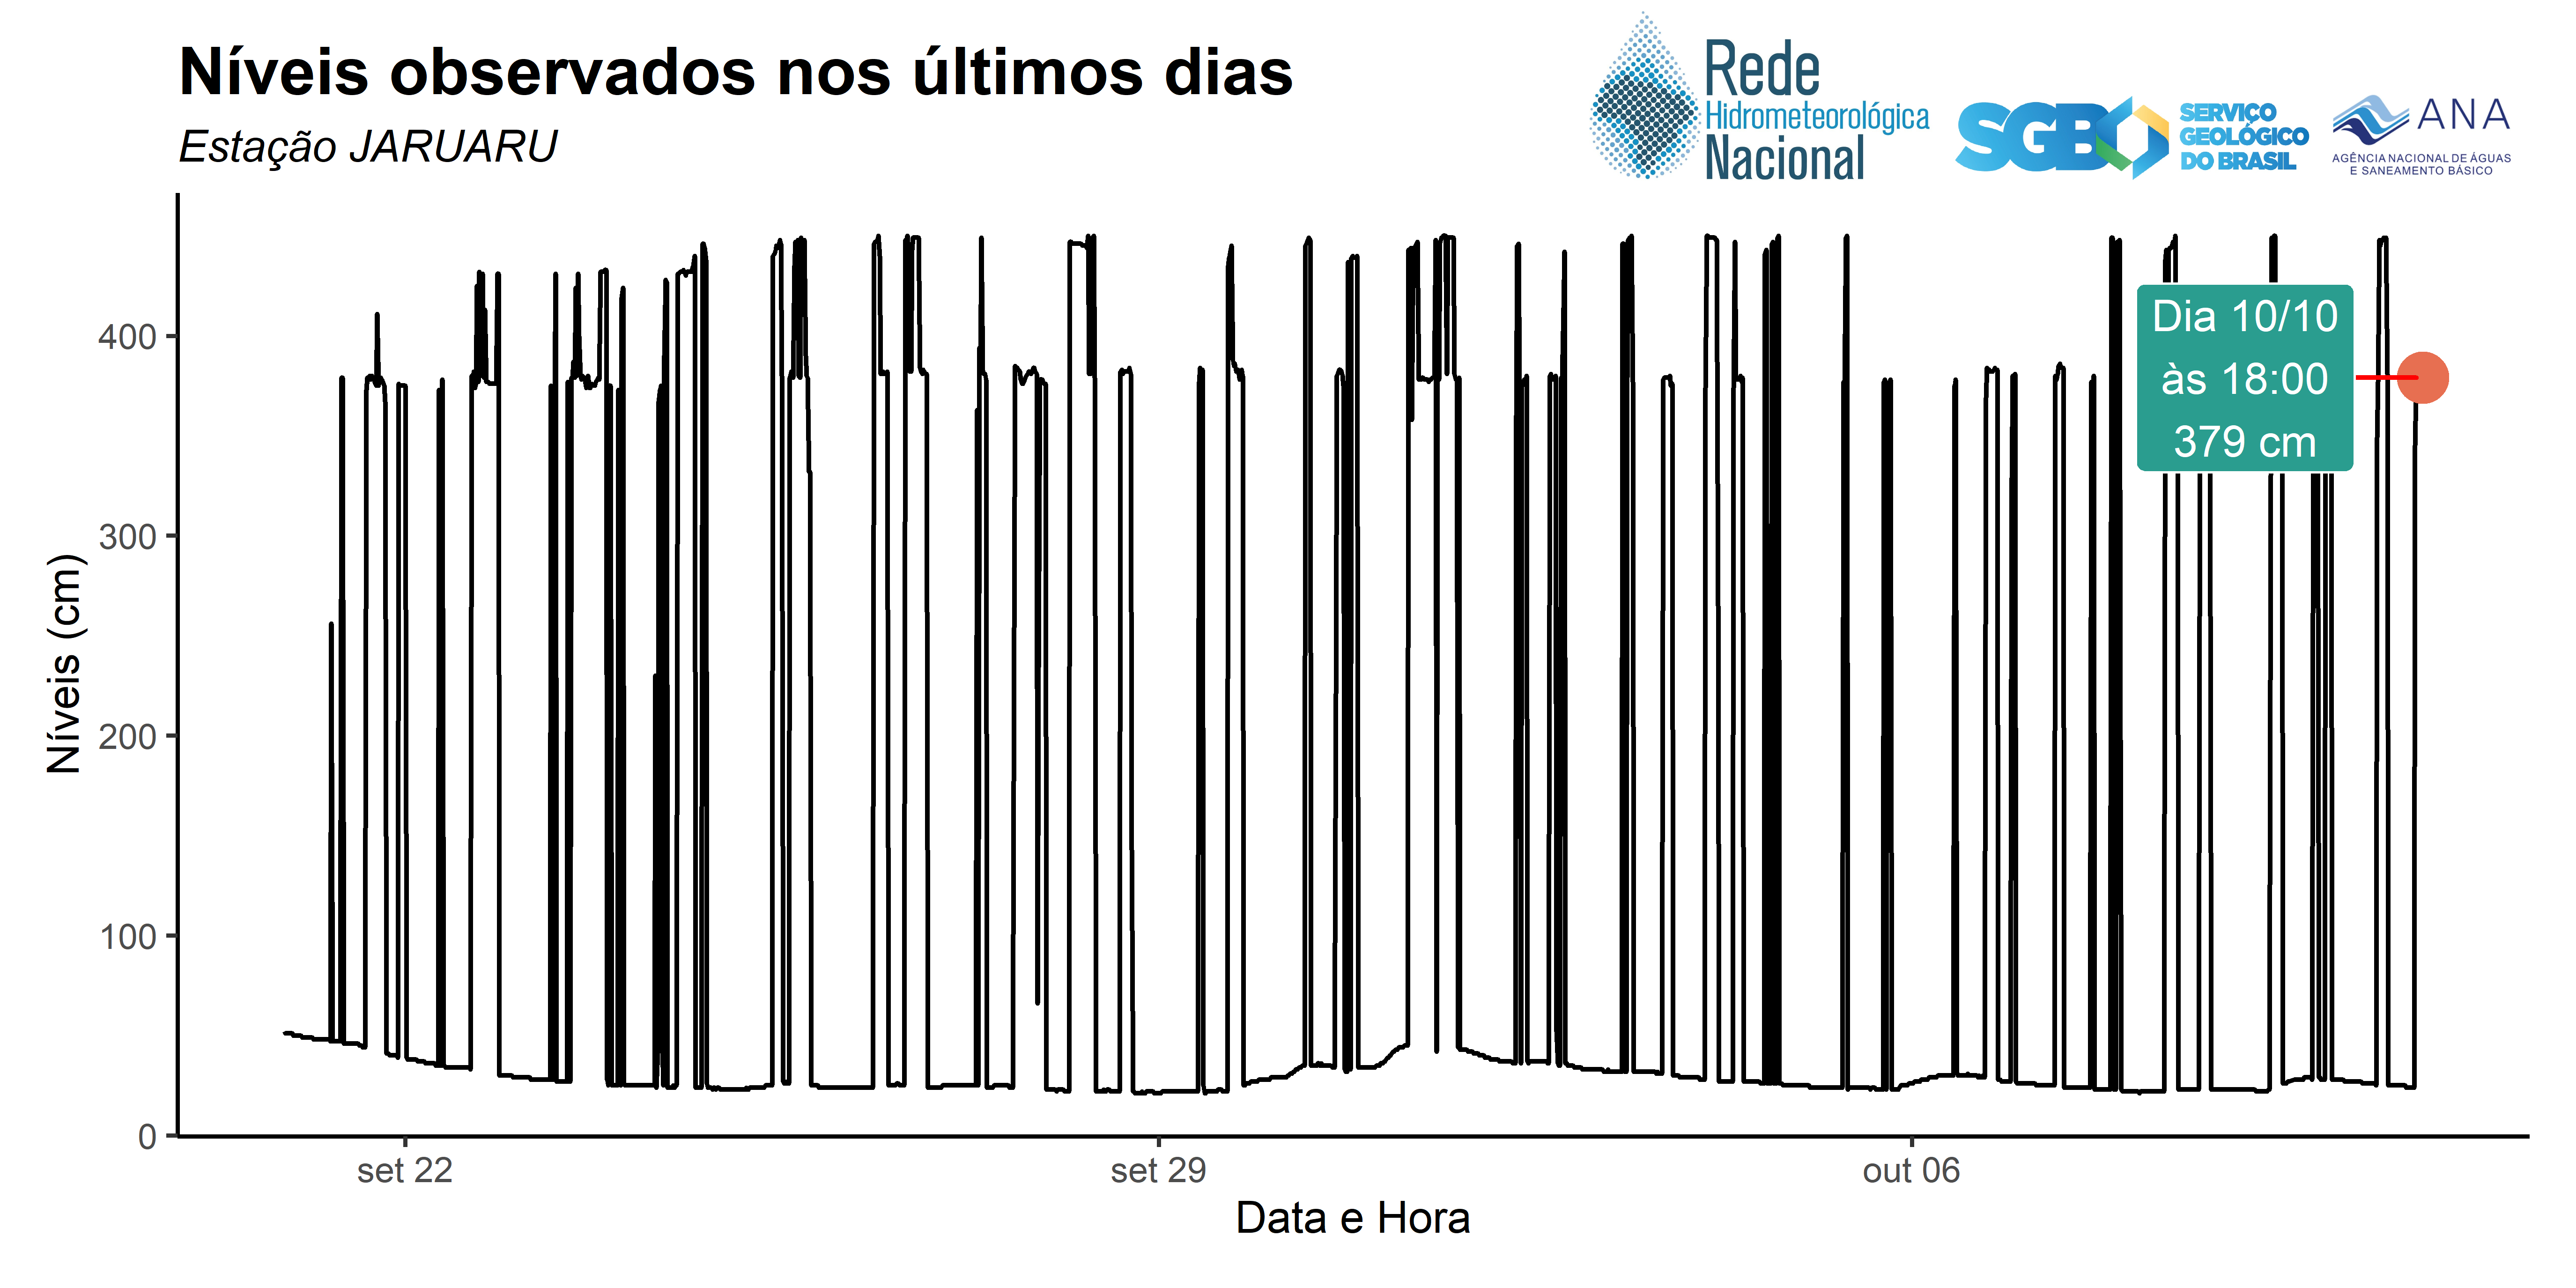 Níveis observados nos últimos dias
Estação JARUARU
Rede
Hidrometeorológica
Nacional
SGB
SERVIÇO
GEOLÓGICO
DO BRASIL
ANA
AGÊNCIA NACIONAL DE ÁGUAS
E SANEAMENTO BÁSICO
Níveis (cm)
400
300
200
100
0
Dia 10/10
às 18:00
379 cm
set 22
set 29
out 06
Data e Hora